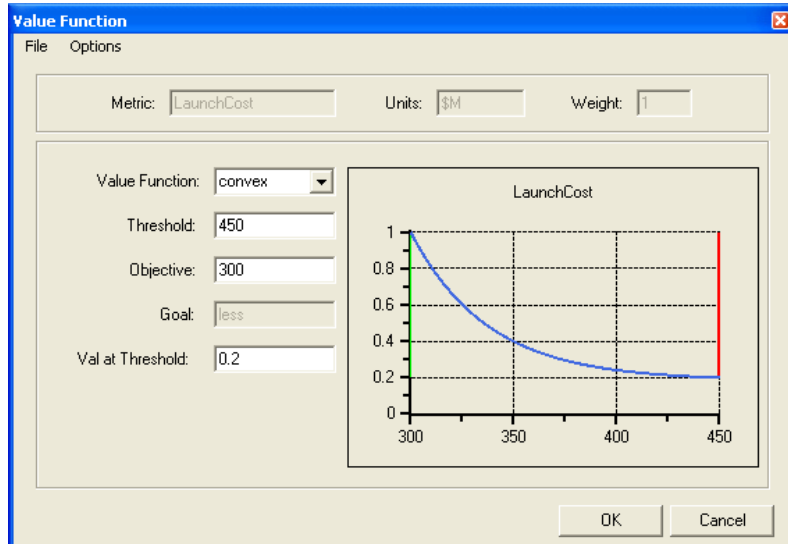 Value Function
File Options
Metric: LaunchCost Units: $M Weight: 1
Value Function: convex
Threshold: 450
Objective: 300
Goal: less
Val at Threshold: 0.2
LaunchCost
1
0.8
0.6
0.4
0.2
0
300 350 400 450
OK Cancel